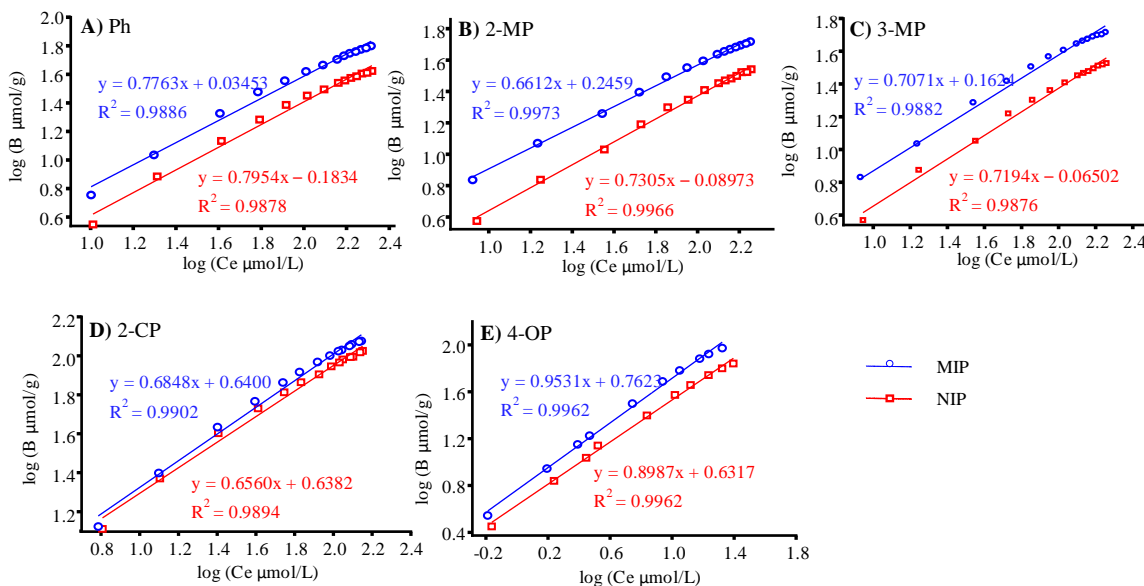 A) Ph
log (B µmol/g)
2.0
1.8
1.6
1.4
1.2
1.0
0.8
0.6
y = 0.7763x + 0.03453
R² = 0.9886
y = 0.7954x − 0.1834
R² = 0.9878
1.0 1.2 1.4 1.6 1.8 2.0 2.2 2.4
log (Ce µmol/L)
B) 2-MP
log (B µmol/g)
1.8
1.6
1.4
1.2
1.0
0.8
0.6
y = 0.6612x + 0.2459
R² = 0.9973
y = 0.7305x − 0.08973
R² = 0.9966
1.0 1.2 1.4 1.6 1.8 2.0 2.2 2.4
log (Ce µmol/L)
C) 3-MP
log (B µmol/g)
1.8
1.6
1.4
1.2
1.0
0.8
0.6
y = 0.7071x + 0.1624
R² = 0.9882
y = 0.7194x − 0.06502
R² = 0.9876
1.0 1.2 1.4 1.6 1.8 2.0 2.2 2.4
log (Ce µmol/L)
D) 2-CP
log (B µmol/g)
2.2
2.0
1.8
1.6
1.4
1.2
y = 0.6848x + 0.6400
R² = 0.9902
y = 0.6560x + 0.6382
R² = 0.9894
0.8 1.0 1.2 1.4 1.6 1.8 2.0 2.2 2.4
log (Ce µmol/L)
E) 4-OP
log (B µmol/g)
2.0
1.6
1.2
0.8
0.4
y = 0.9531x + 0.7623
R² = 0.9962
y = 0.8987x + 0.6317
R² = 0.9962
-0.2 0.2 0.6 1.0 1.4 1.8
log (Ce µmol/L)
MIP
NIP